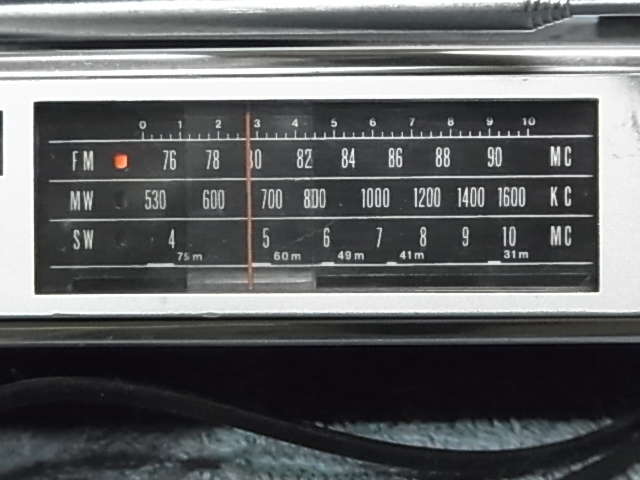 0 1 2 3 4 5 6 7 8 9 10
FM 76 78 80 82 84 86 88 90 MC
MW 530 600 700 800 1000 1200 1400 1600 KC
SW 4 5 6 7 8 9 10 MC
75m 60m 49m 41m 31m